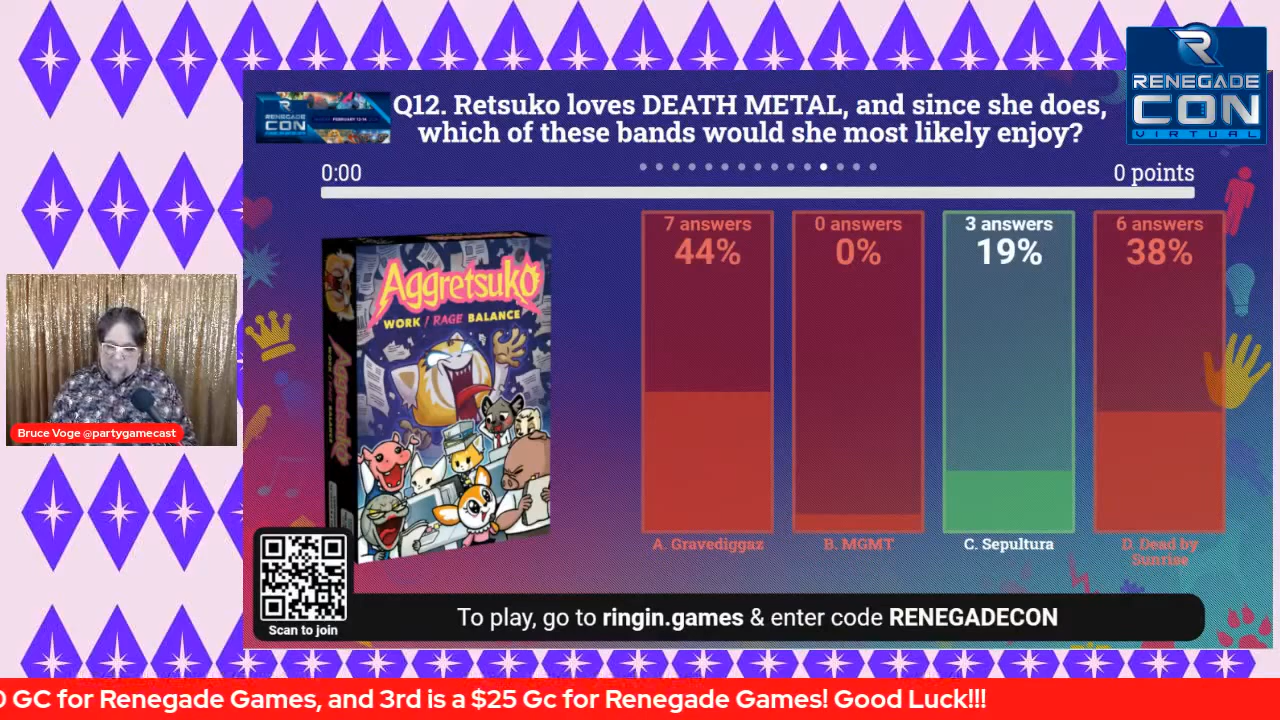 RENEGADE
CON
VIRTUAL
CON
FEBRUARY 12-14
Q12. Retsuko loves DEATH METAL, and since she does,
which of these bands would she most likely enjoy?
0:00
0 points
Aggretsuko
WORK / RAGE BALANCE
7 answers
44%
A. Gravediggaz
0 answers
0%
B. MGMT
3 answers
19%
C. Sepultura
6 answers
38%
D. Dead by
Sunrise
Bruce Voge @partygamecast
Scan to join
To play, go to ringin.games & enter code RENEGADECON
GC for Renegade Games, and 3rd is a $25 Gc for Renegade Games! Good Luck!!!